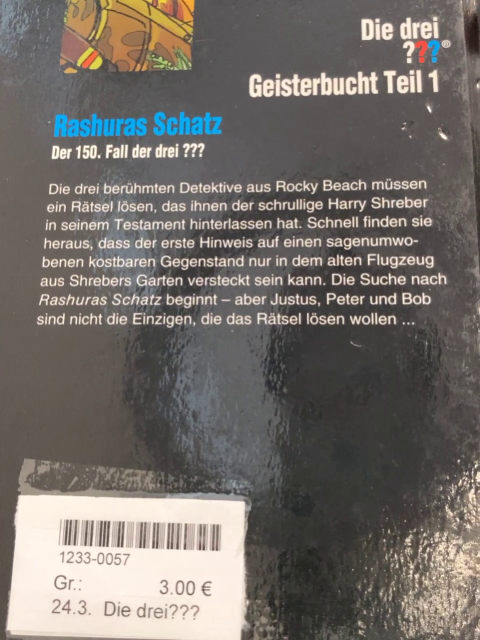 Die drei
???®
Geisterbucht Teil 1
Rashuras Schatz
Der 150. Fall der drei ???
Die drei berühmten Detektive aus Rocky Beach müssen
ein Rätsel lösen, das ihnen der schrullige Harry Shreber
in seinem Testament hinterlassen hat. Schnell finden sie
heraus, dass der erste Hinweis auf einen sagenumwo-
benen kostbaren Gegenstand nur in dem alten Flugzeug
aus Shrebers Garten versteckt sein kann. Die Suche nach
Rashuras Schatz beginnt – aber Justus, Peter und Bob
sind nicht die Einzigen, die das Rätsel lösen wollen ...
1233-0057
Gr.: 3.00 €
24.3. Die drei???